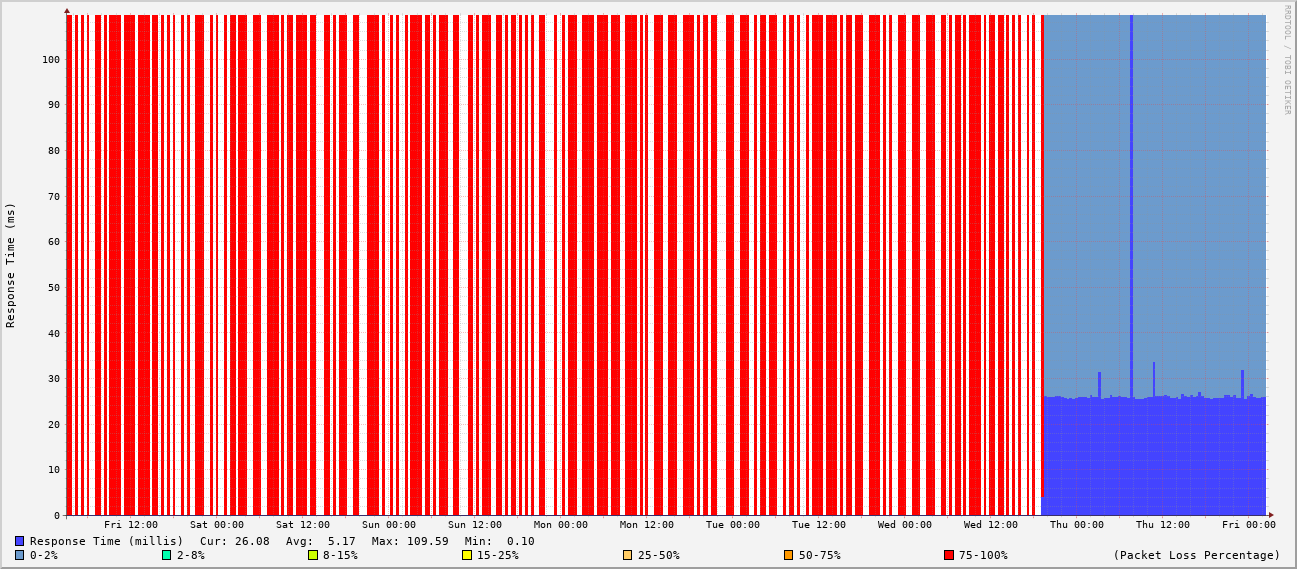 RRDTOOL / TOBI OETIKER
Response Time (ms)
100
90
80
70
60
50
40
30
20
10
0
Fri 12:00 Sat 00:00 Sat 12:00 Sun 00:00 Sun 12:00 Mon 00:00 Mon 12:00 Tue 00:00 Tue 12:00 Wed 00:00 Wed 12:00 Thu 00:00 Thu 12:00 Fri 00:00
Response Time (millis) Cur: 26.08 Avg: 5.17 Max: 109.59 Min: 0.10
0-2% 2-8% 8-15% 15-25% 25-50% 50-75% 75-100% (Packet Loss Percentage)